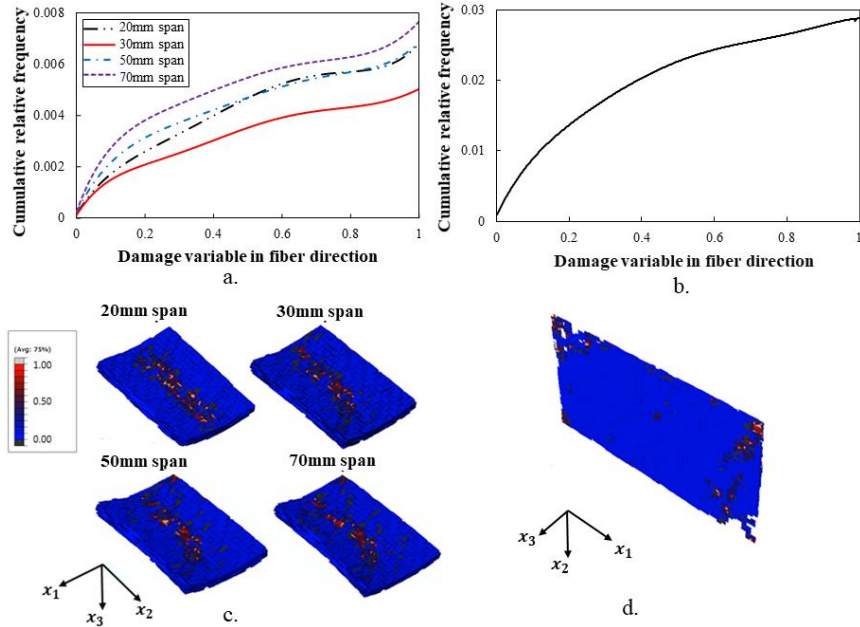 0.008
0.006
0.004
0.002
0
0 0.2 0.4 0.6 0.8 1
Cumulative relative frequency
Damage variable in fiber direction
20mm span
30mm span
50mm span
70mm span
a.
0.03
0.02
0.01
0.00
0 0.2 0.4 0.6 0.8 1
Cumulative relative frequency
Damage variable in fiber direction
b.
(Avg: 75%)
1.00
0.50
0.00
20mm span
30mm span
50mm span
70mm span
x1
x3
x2
c.
x3
x2
x1
d.